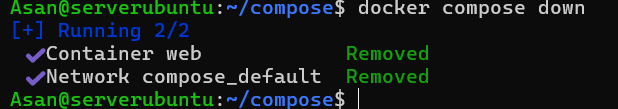 Asan@serverubuntu:~/compose$ docker compose down
[+] Running 2/2
✔Container web Removed
✔Network compose_default Removed
Asan@serverubuntu:~/compose$